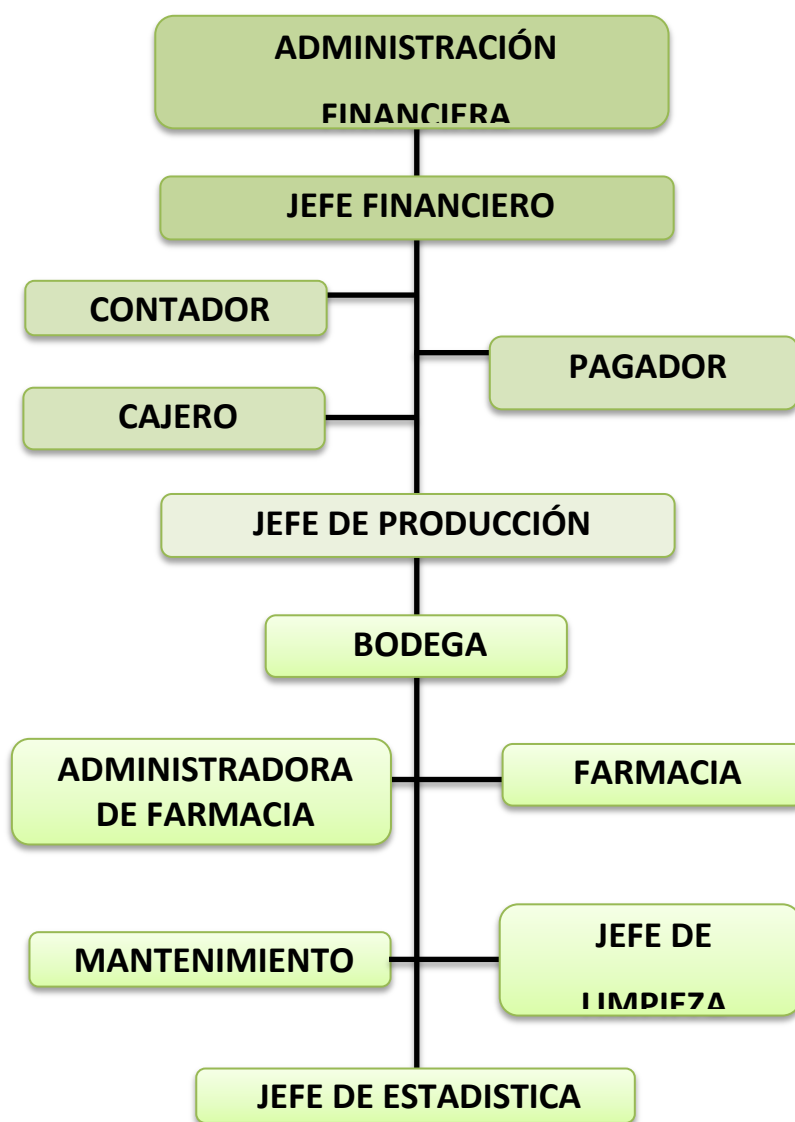 ADMINISTRACIÓN
FINANCIERA
JEFE FINANCIERO
CONTADOR
PAGADOR
CAJERO
JEFE DE PRODUCCIÓN
BODEGA
ADMINISTRADORA
DE FARMACIA
FARMACIA
MANTENIMIENTO
JEFE DE
LIMPIEZA
JEFE DE ESTADISTICA